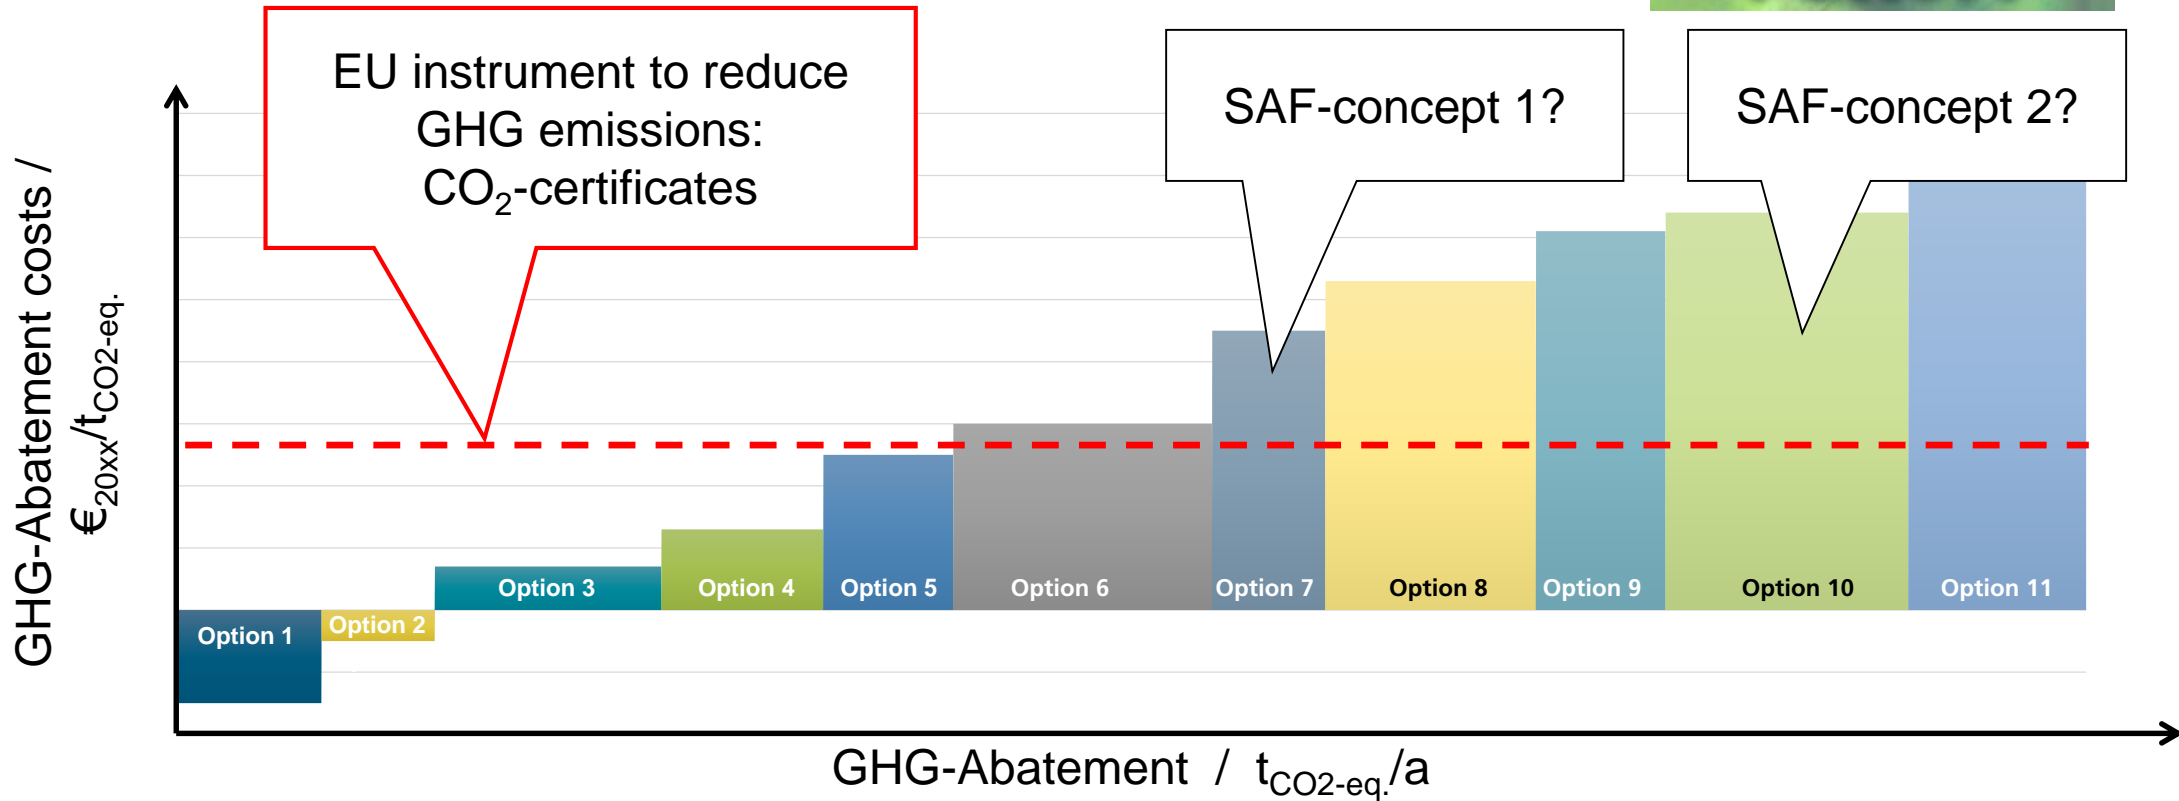 EU instrument to reduce
GHG emissions:
CO₂-certificates
SAF-concept 1?
SAF-concept 2?
GHG-Abatement costs /
€20xx/tCO2-eq.
Option 1
Option 2
Option 3
Option 4
Option 5
Option 6
Option 7
Option 8
Option 9
Option 10
Option 11
GHG-Abatement / tCO2-eq./a